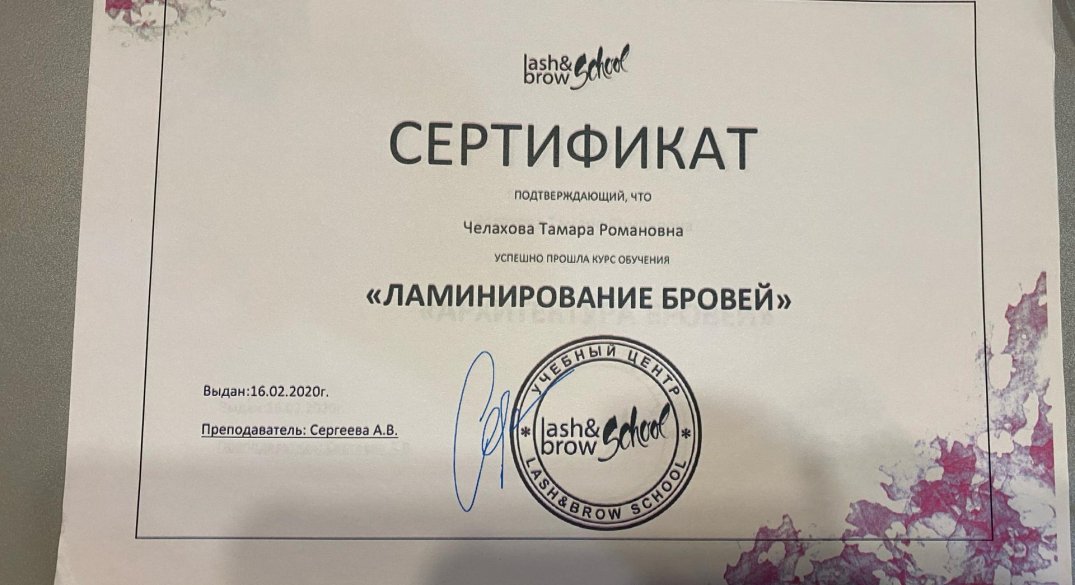 lash&
brow School
СЕРТИФИКАТ
ПОДТВЕРЖДАЮЩИЙ, ЧТО
Челахова Тамара Романовна
УСПЕШНО ПРОШЛА КУРС ОБУЧЕНИЯ
«ЛАМИНИРОВАНИЕ БРОВЕЙ»
Выдан:16.02.2020г.
Преподаватель: Сергеева А.В.
УЧЕБНЫЙ ЦЕНТР
lash&
brow School
* LASH&BROW SCHOOL *